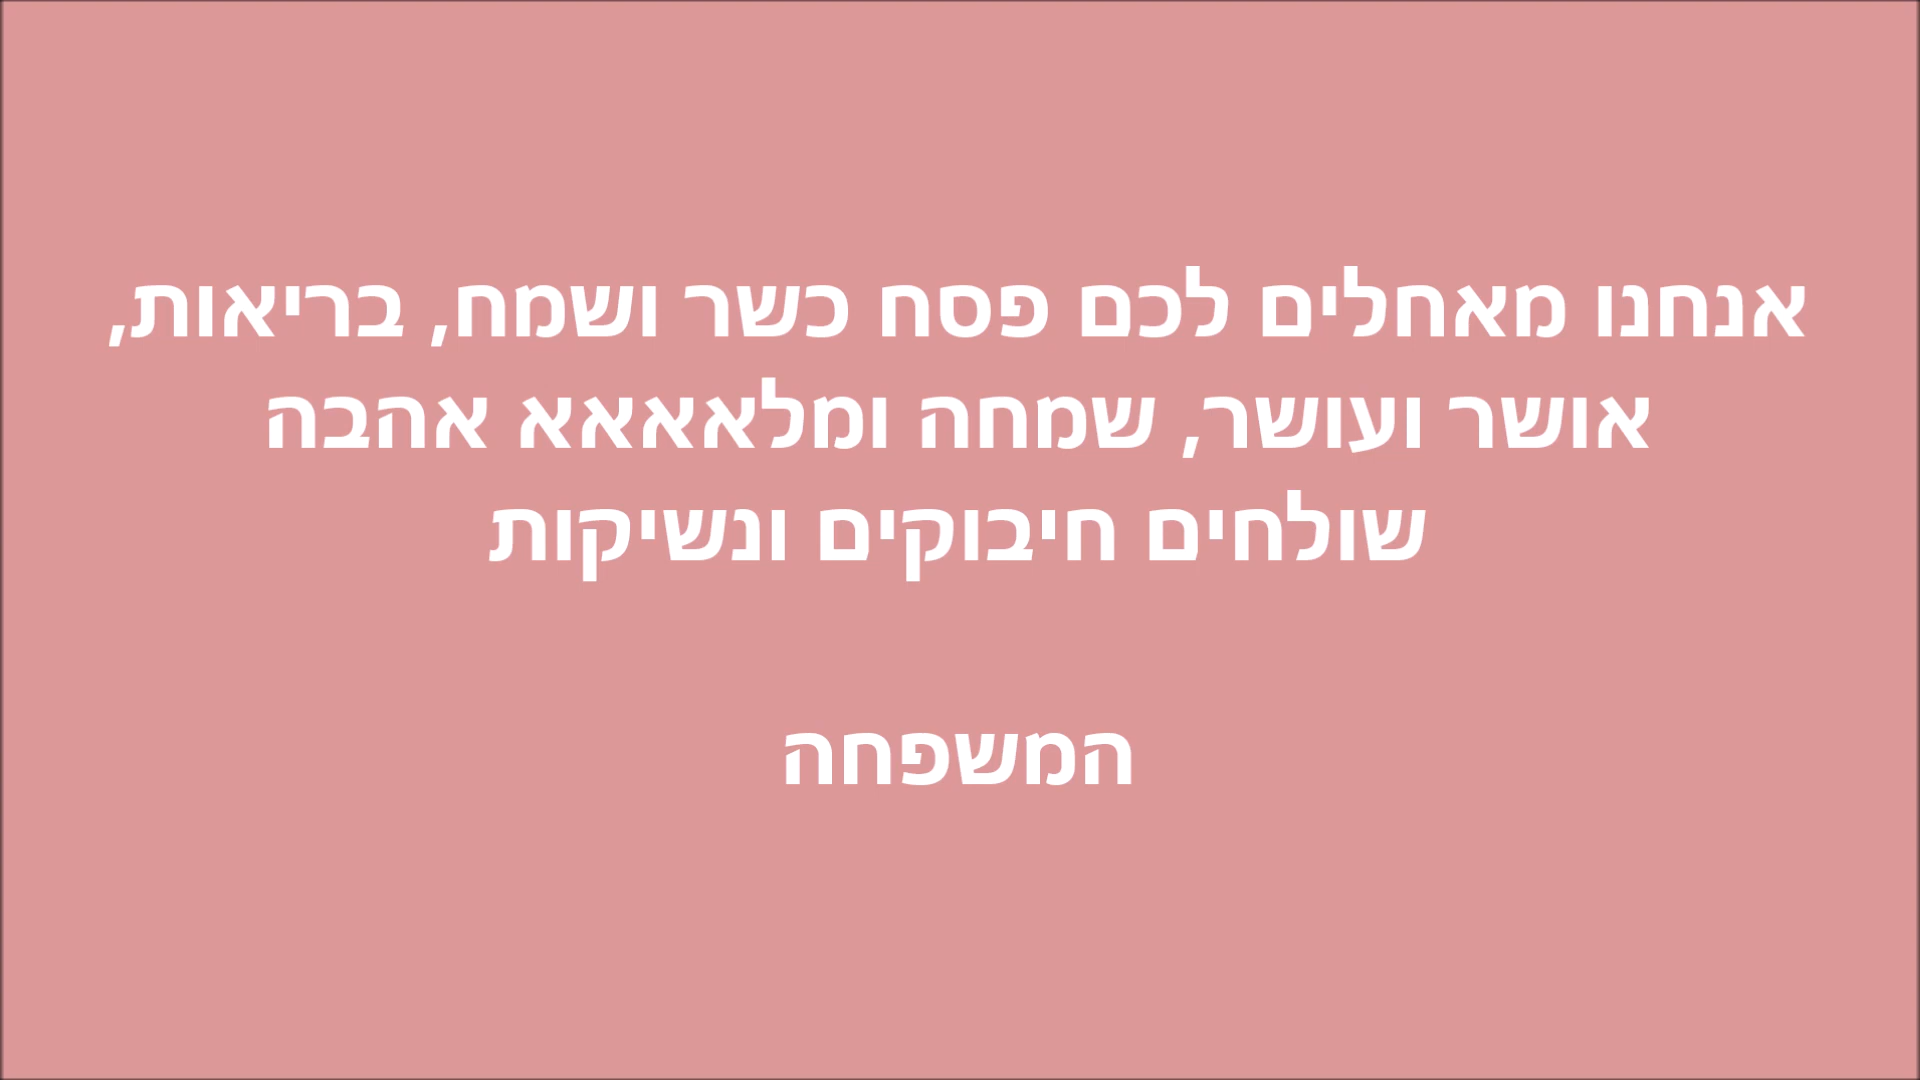 אנחנו מאחלים לכם פסח כשר ושמח, בריאות,
אושר ועושר, שמחה ומלאאאא אהבה
שולחים חיבוקים ונשיקות
המשפחה